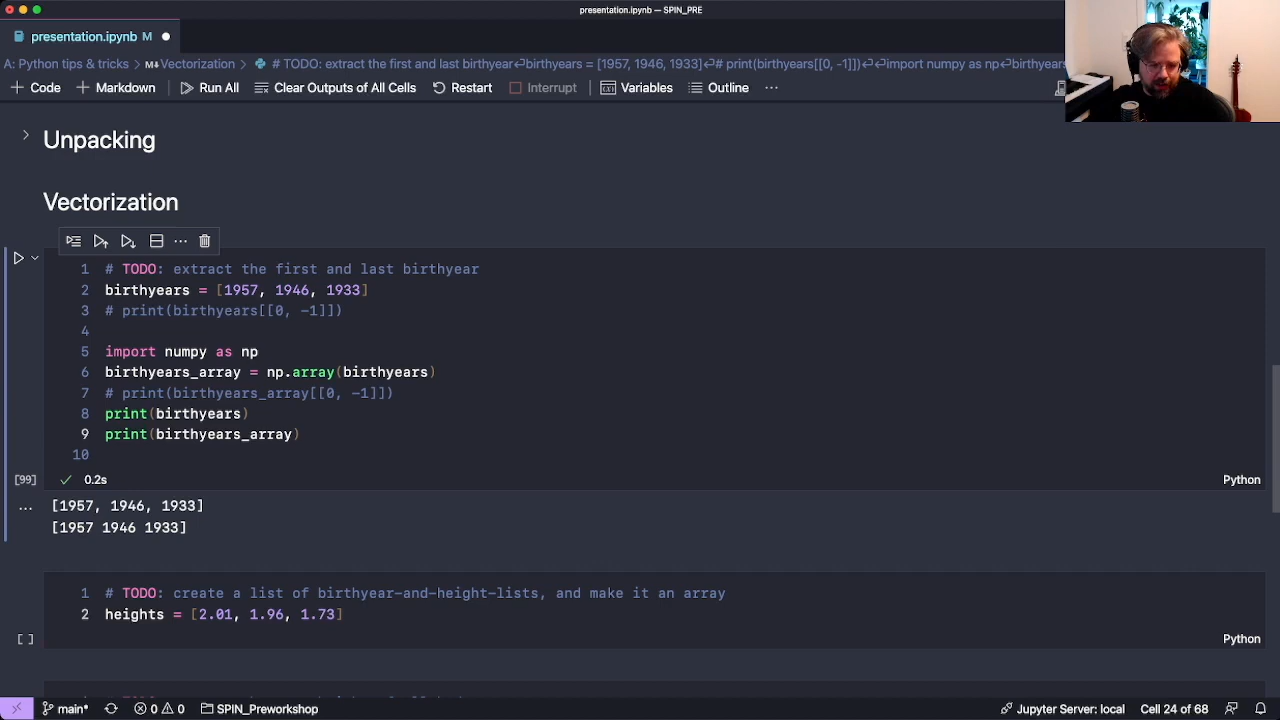 presentation.ipynb — SPIN_PRE
presentation.ipynb M
A: Python tips & tricks > M↓Vectorization > # TODO: extract the first and last birthyear↵birthyears = [1957, 1946, 1933]↵# print(birthyears[[0, -1]])↵↵import numpy as np↵birthyears
+ Code + Markdown Run All Clear Outputs of All Cells Restart Interrupt Variables Outline ...
Unpacking
Vectorization
1 # TODO: extract the first and last birthyear
2 birthyears = [1957, 1946, 1933]
3 # print(birthyears[[0, -1]])
4
5 import numpy as np
6 birthyears_array = np.array(birthyears)
7 # print(birthyears_array[[0, -1]])
8 print(birthyears)
9 print(birthyears_array)
10
[99] 0.2s Python
[1957, 1946, 1933]
[1957 1946 1933]
1 # TODO: create a list of birthyear-and-height-lists, and make it an array
2 heights = [2.01, 1.96, 1.73]
[ ] Python
main* 0 0 SPIN_Preworkshop Jupyter Server: local Cell 24 of 68